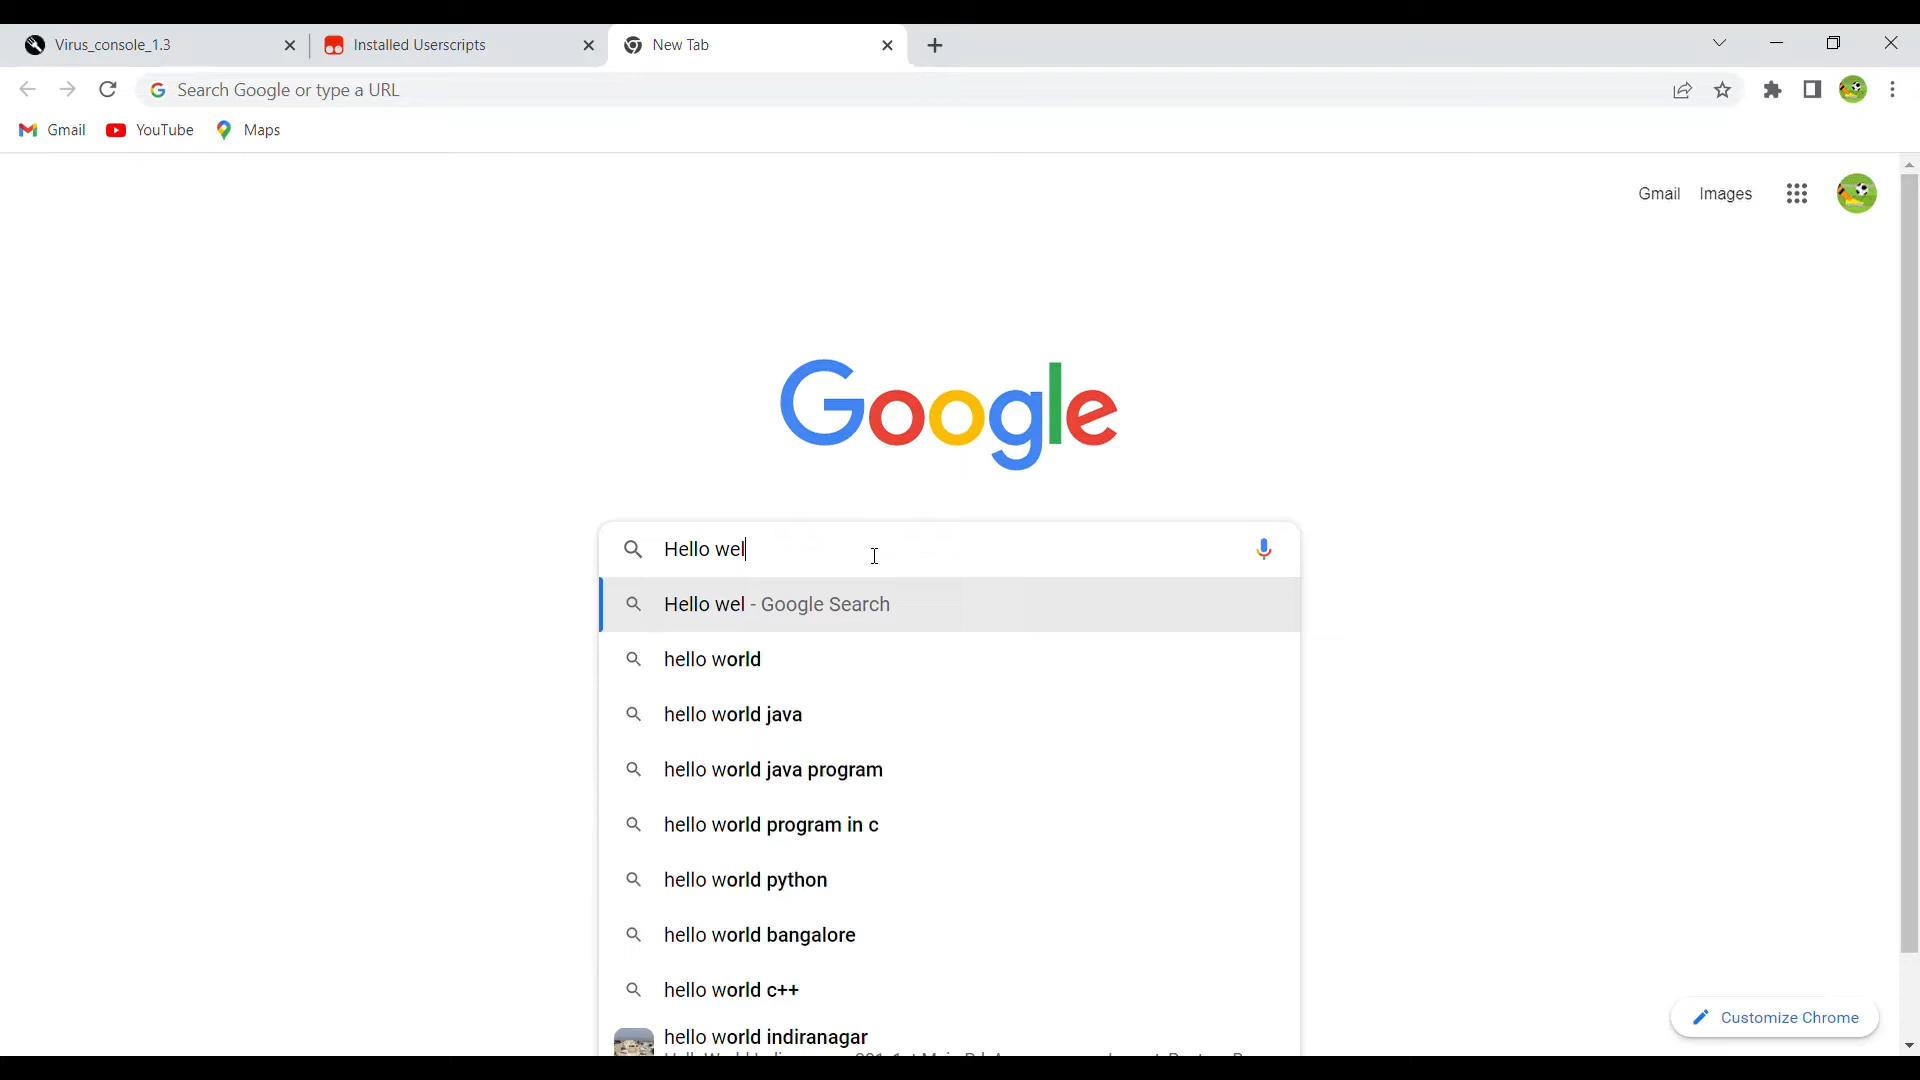 Virus_console_1.3
Installed Userscripts
New Tab
Search Google or type a URL
Gmail
YouTube
Maps
Gmail
Images
Google
Hello wel
Hello wel - Google Search
hello world
hello world java
hello world java program
hello world program in c
hello world python
hello world bangalore
hello world c++
hello world indiranagar
Customize Chrome